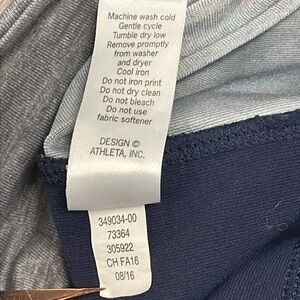 Machine wash cold
Gentle cycle
Tumble dry low
Remove promptly
from washer
and dryer
Cool iron
Do not iron print
Do not dry clean
Do not bleach
Do not use
fabric softener
DESIGN ©
ATHLETA, INC.
349034-00
73364
305922
CH FA16
08/16